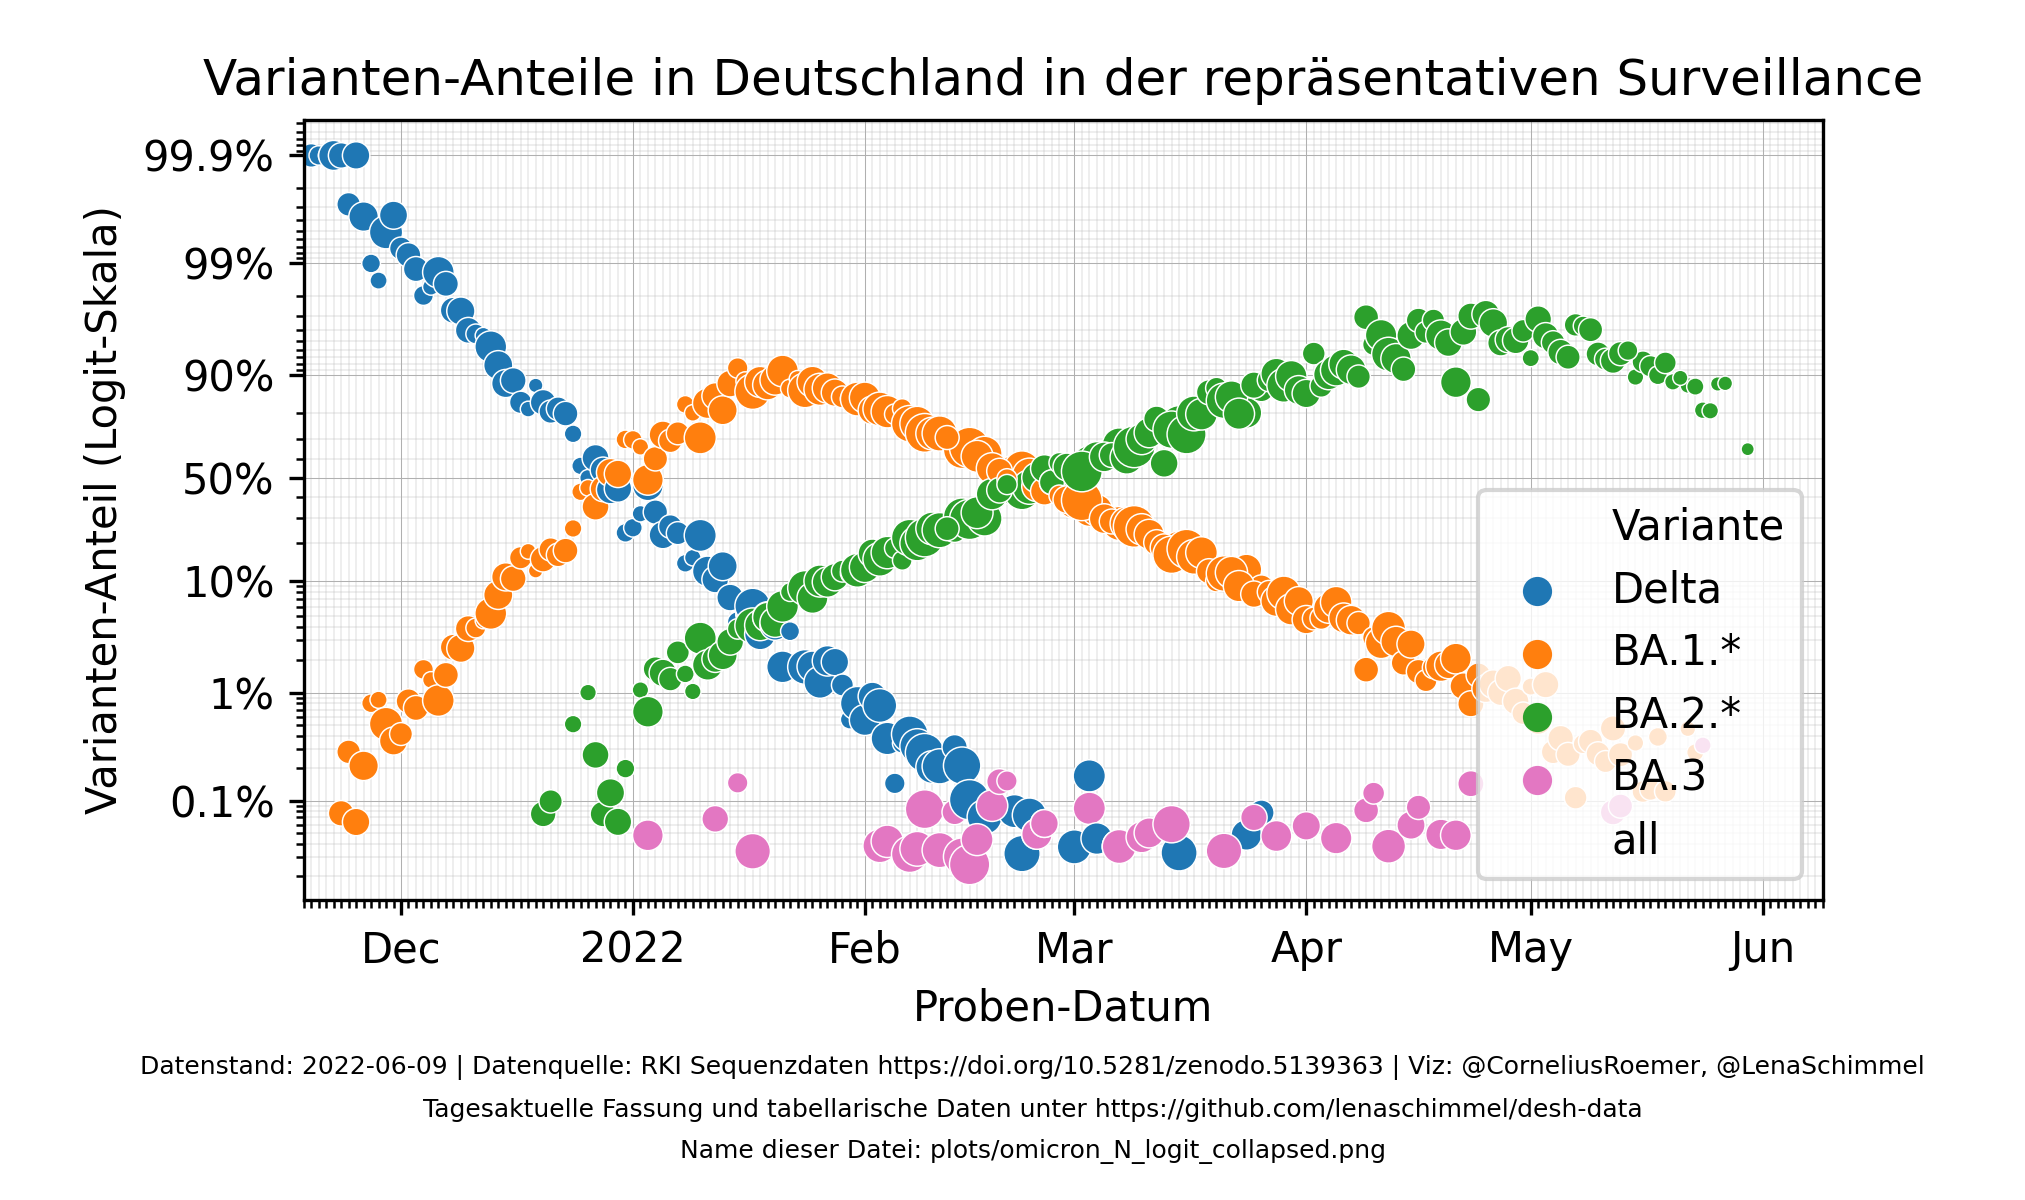 Varianten-Anteile in Deutschland in der repräsentativen Surveillance
Varianten-Anteil (Logit-Skala)
99.9%
99%
90%
50%
10%
1%
0.1%
Variante
Delta
BA.1.*
BA.2.*
BA.3
all
Dec 2022 Feb Mar Apr May Jun
Proben-Datum
Datenstand: 2022-06-09 | Datenquelle: RKI Sequenzdaten https://doi.org/10.5281/zenodo.5139363 | Viz: @CorneliusRoemer, @LenaSchimmel
Tagesaktuelle Fassung und tabellarische Daten unter https://github.com/lenaschimmel/desh-data
Name dieser Datei: plots/omicron_N_logit_collapsed.png